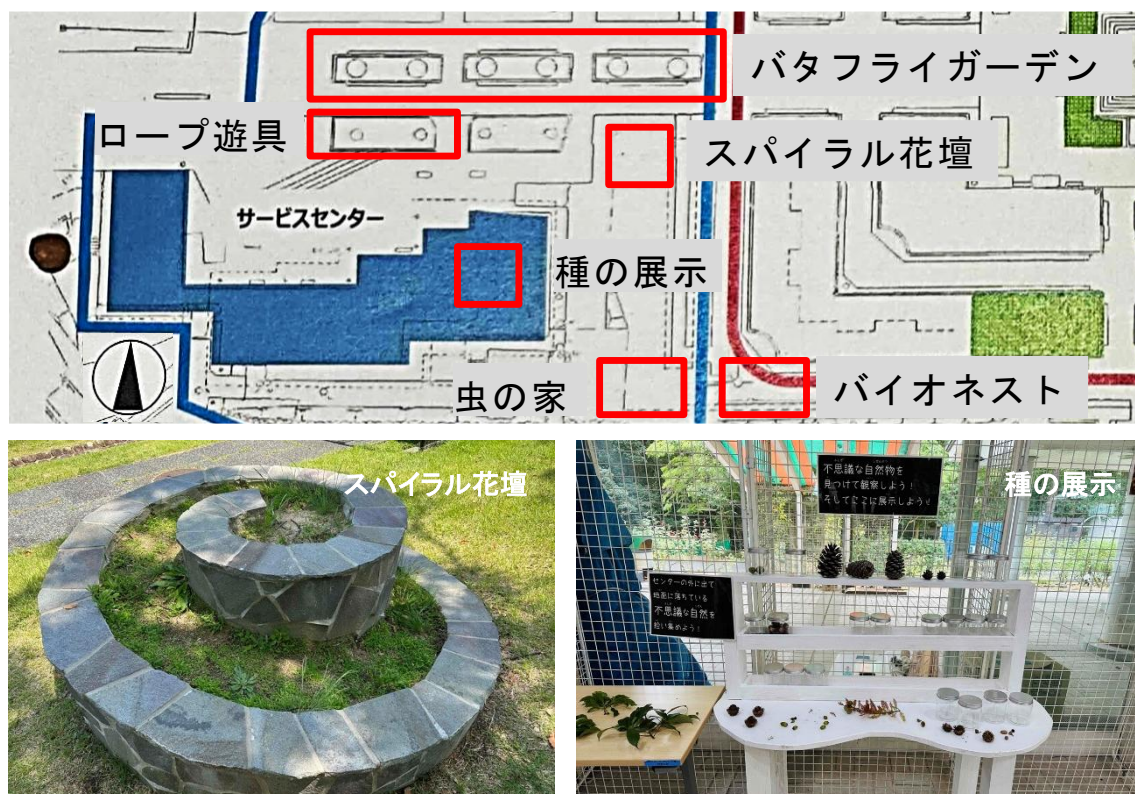 バタフライガーデン
ロープ遊具
スパイラル花壇
サービスセンター
種の展示
虫の家
バイオネスト
スパイラル花壇
種の展示
不思議な自然物を
見つけて観察しよう!
そしてここに展示しよう!
センターの外に出て
地面に落ちている
不思議な自然を
拾い集めよう!